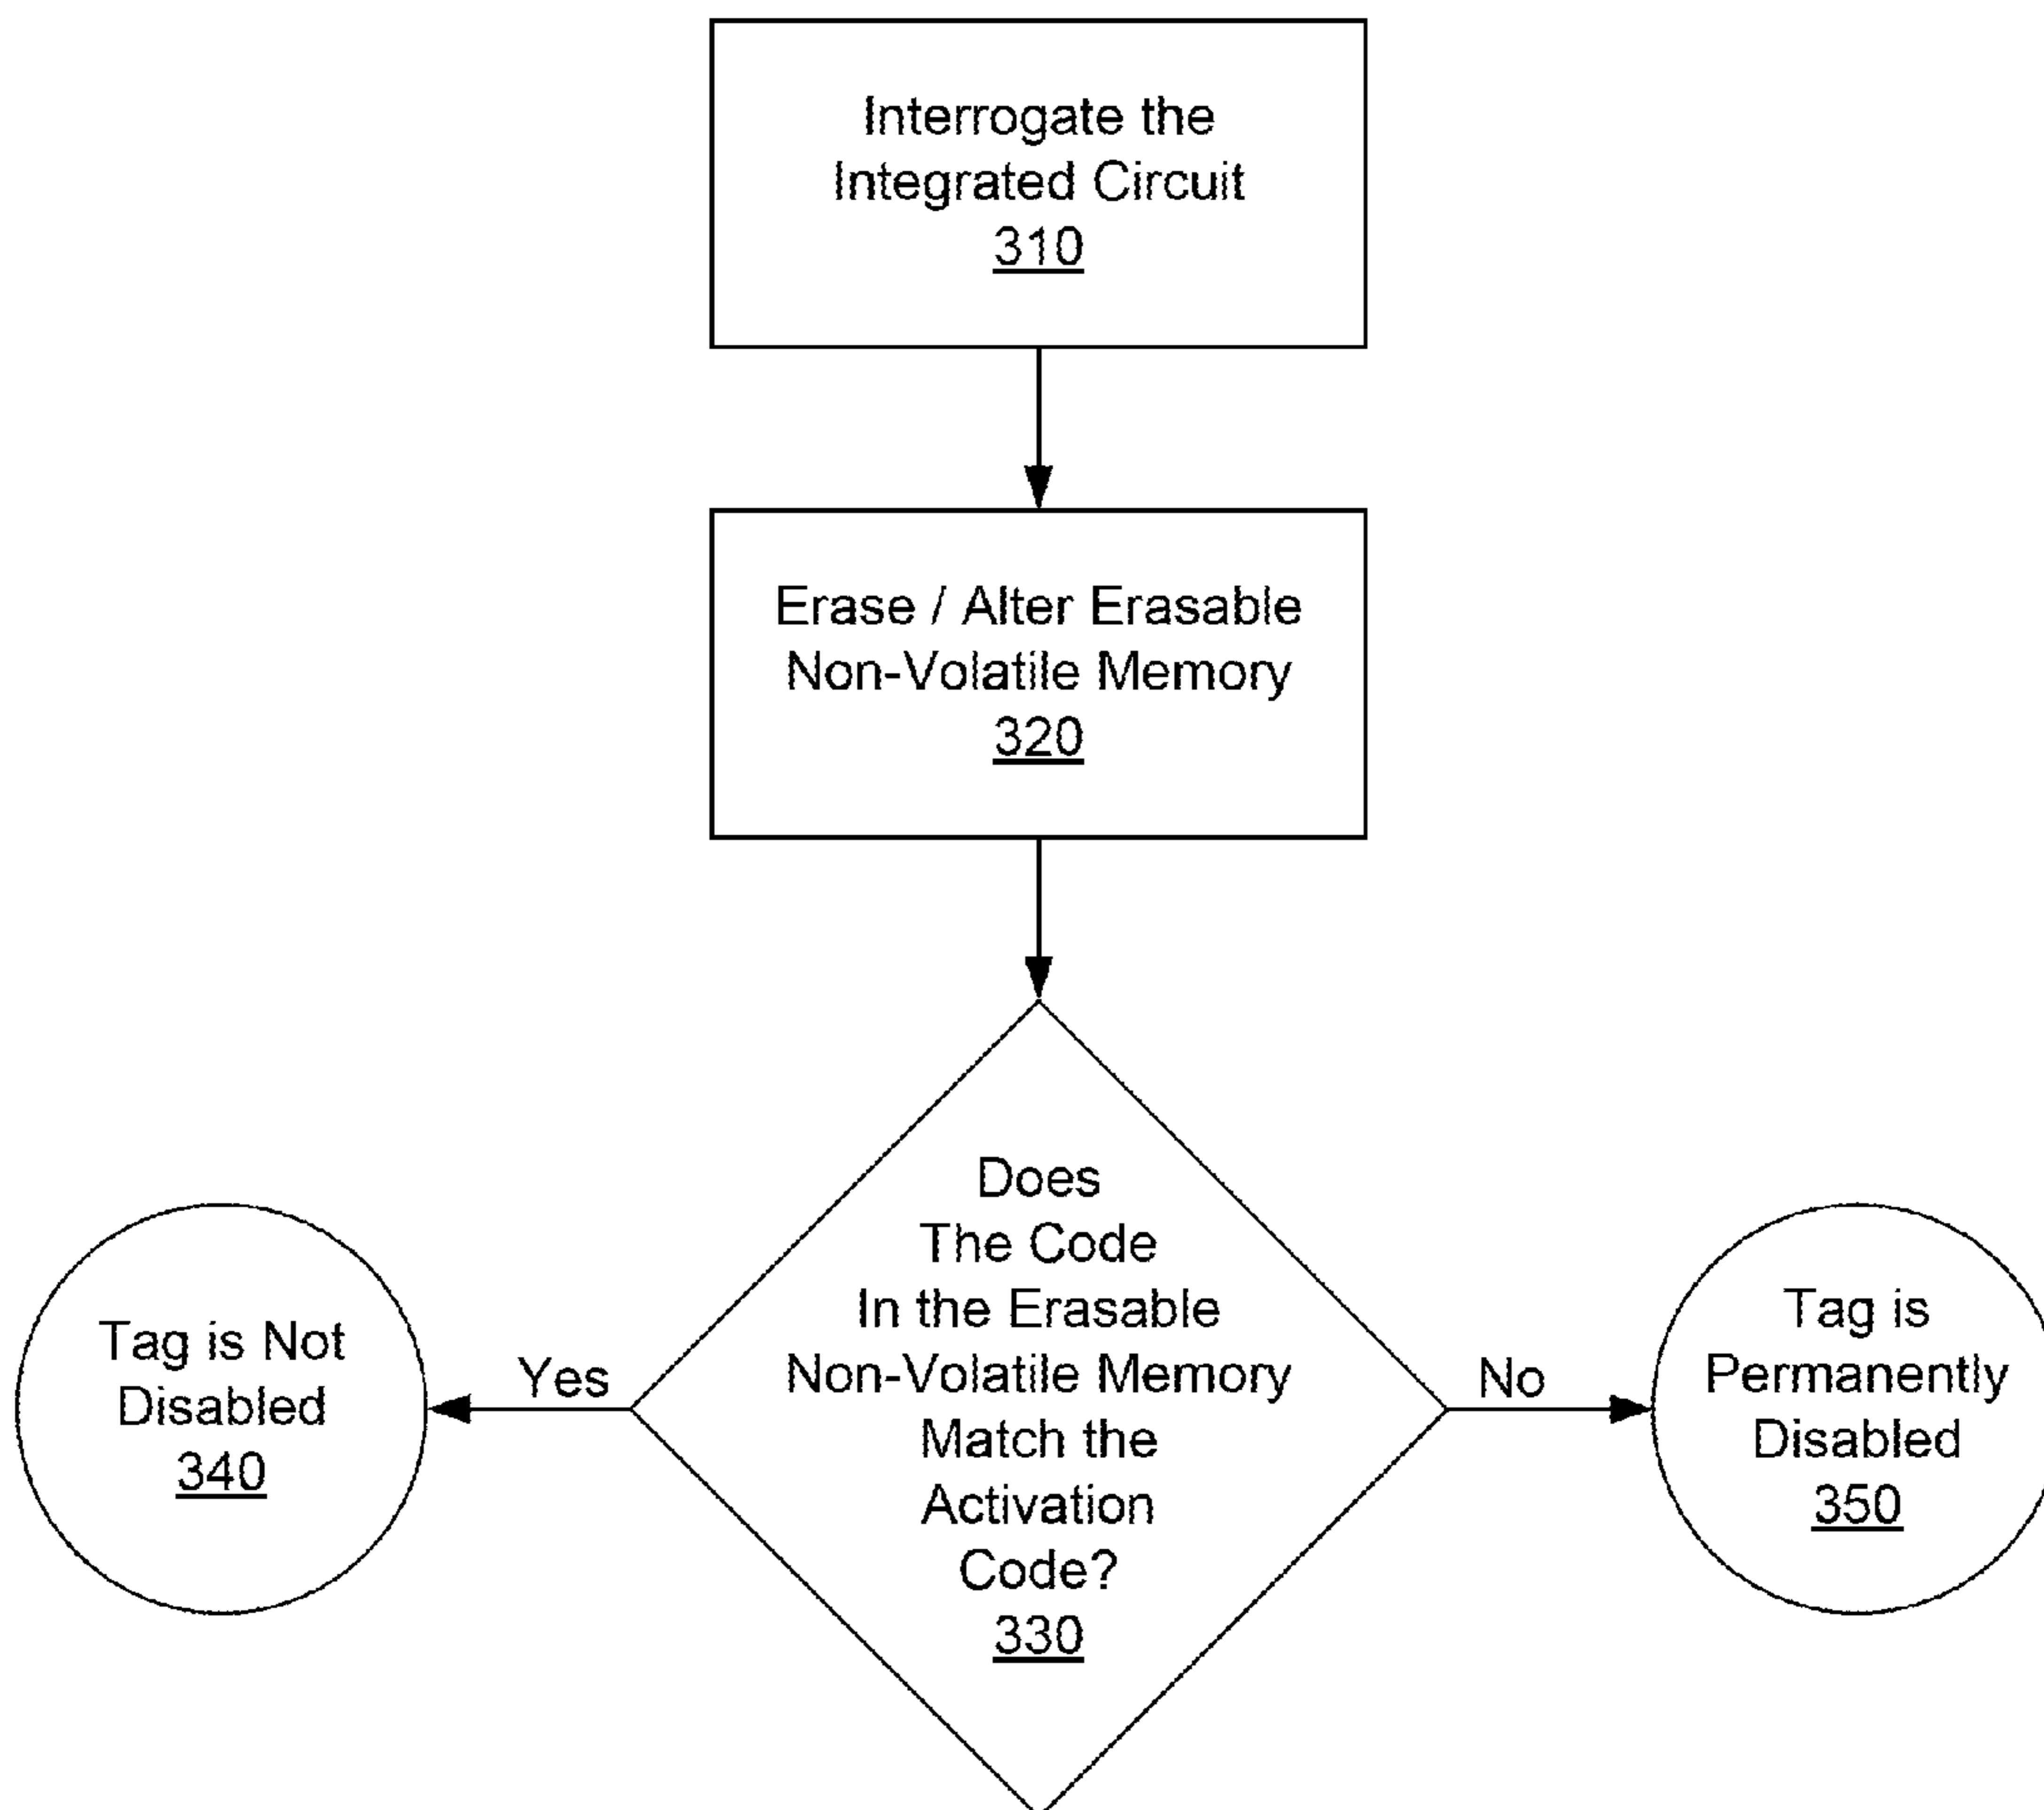 Interrogate the
Integrated Circuit
310
Erase / Alter Erasable
Non-Volatile Memory
320
Does
The Code
In the Erasable
Non-Volatile Memory
Match the
Activation
Code?
330
Yes
Tag is Not
Disabled
340
No
Tag is
Permanently
Disabled
350